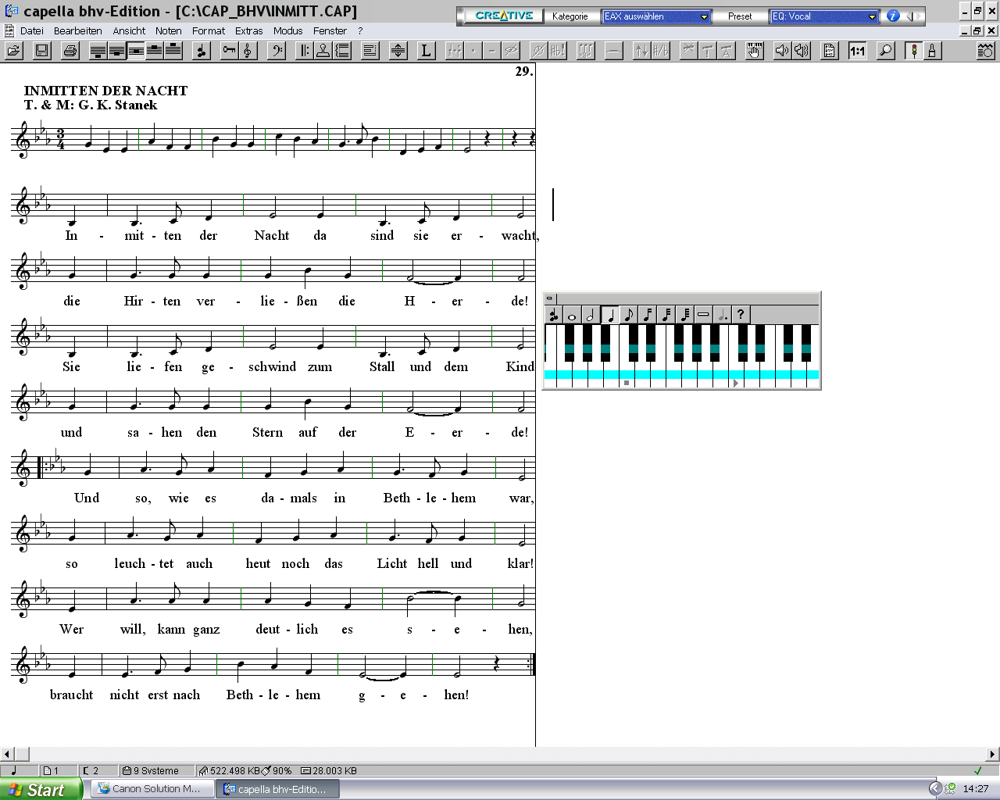 capella bhv-Edition - [C:\CAP_BHV\INMITT.CAP]
CREATIVE Kategorie EAX auswählen Preset EQ: Vocal
Datei Bearbeiten Ansicht Noten Format Extras Modus Fenster ?
1:1
29.
INMITTEN DER NACHT
T. & M: G. K. Stanek
3
4
In - mit - ten der Nacht da sind sie er - wacht,
die Hir - ten ver - lie - ßen die H - er - de!
Sie lie - fen ge - schwind zum Stall und dem Kind
und sa - hen den Stern auf der E - er - de!
Und so, wie es da - mals in Beth - le - hem war,
so leuch - tet auch heut noch das Licht hell und klar!
Wer will, kann ganz deut - lich es s - e - hen,
braucht nicht erst nach Beth - le - hem g - e - hen!
?
1 2 9 Systeme 522.498 KB 90% 28.003 KB
Start Canon Solution M... capella bhv-Editio... 14:27